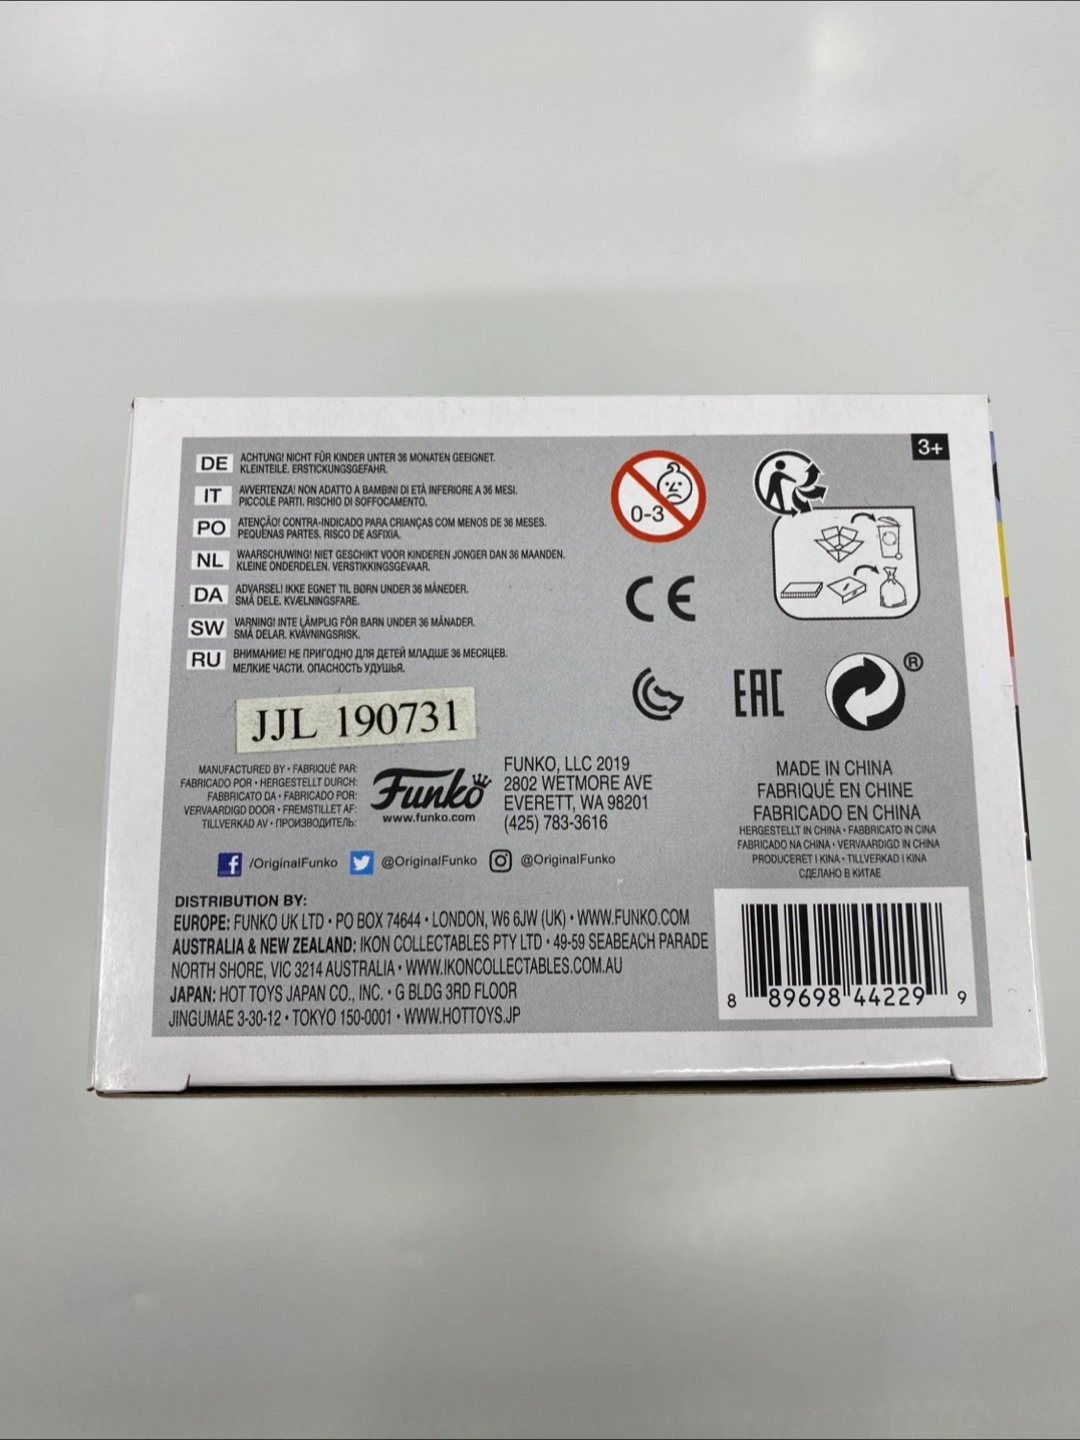 3+
DE ACHTUNG! NICHT FÜR KINDER UNTER 36 MONATEN GEEIGNET.
KLEINTEILE. ERSTICKUNGSGEFAHR.
IT AVVERTENZA! NON ADATTO A BAMBINI DI ETÀ INFERIORE A 36 MESI.
PICCOLE PARTI. RISCHIO DI SOFFOCAMENTO.
PO ATENÇÃO! CONTRA-INDICADO PARA CRIANÇAS COM MENOS DE 36 MESES.
PEQUENAS PARTES. RISCO DE ASFIXIA.
NL WAARSCHUWING! NIET GESCHIKT VOOR KINDEREN JONGER DAN 36 MAANDEN.
KLEINE ONDERDELEN. VERSTIKKINGSGEVAAR.
DA ADVARSEL! IKKE EGNET TIL BØRN UNDER 36 MÅNEDER.
SMÅ DELE. KVÆLNINGSFARE.
SW VARNING! INTE LÄMPLIG FÖR BARN UNDER 36 MÅNADER.
SMÅ DELAR. KVÄVNINGSRISK.
RU ВНИМАНИЕ! НЕ ПРИГОДНО ДЛЯ ДЕТЕЙ МЛАДШЕ 36 МЕСЯЦЕВ.
МЕЛКИЕ ЧАСТИ. ОПАСНОСТЬ УДУШЬЯ.
0-3
CE
EAC
®
JJL 190731
MANUFACTURED BY • FABRIQUÉ PAR:
FABRICADO POR • HERGESTELLT DURCH:
FABBRICATO DA • FABRICADO POR:
VERVAARDIGD DOOR • FREMSTILLET AF:
TILLVERKAD AV • ПРОИЗВОДИТЕЛЬ:
Funko
www.funko.com
FUNKO, LLC 2019
2802 WETMORE AVE
EVERETT, WA 98201
(425) 783-3616
MADE IN CHINA
FABRIQUÉ EN CHINE
FABRICADO EN CHINA
HERGESTELLT IN CHINA • FABBRICATO IN CINA
FABRICADO NA CHINA • VERVAARDIGD IN CHINA
PRODUCERET I KINA • TILLVERKAD I KINA
СДЕЛАНО В КИТАЕ
f /OriginalFunko @OriginalFunko @OriginalFunko
DISTRIBUTION BY:
EUROPE: FUNKO UK LTD • PO BOX 74644 • LONDON, W6 6JW (UK) • WWW.FUNKO.COM
AUSTRALIA & NEW ZEALAND: IKON COLLECTABLES PTY LTD • 49-59 SEABEACH PARADE
NORTH SHORE, VIC 3214 AUSTRALIA • WWW.IKONCOLLECTABLES.COM.AU
JAPAN: HOT TOYS JAPAN CO., INC. • G BLDG 3RD FLOOR
JINGUMAE 3-30-12 • TOKYO 150-0001 • WWW.HOTTOYS.JP
8 89698 44229 9